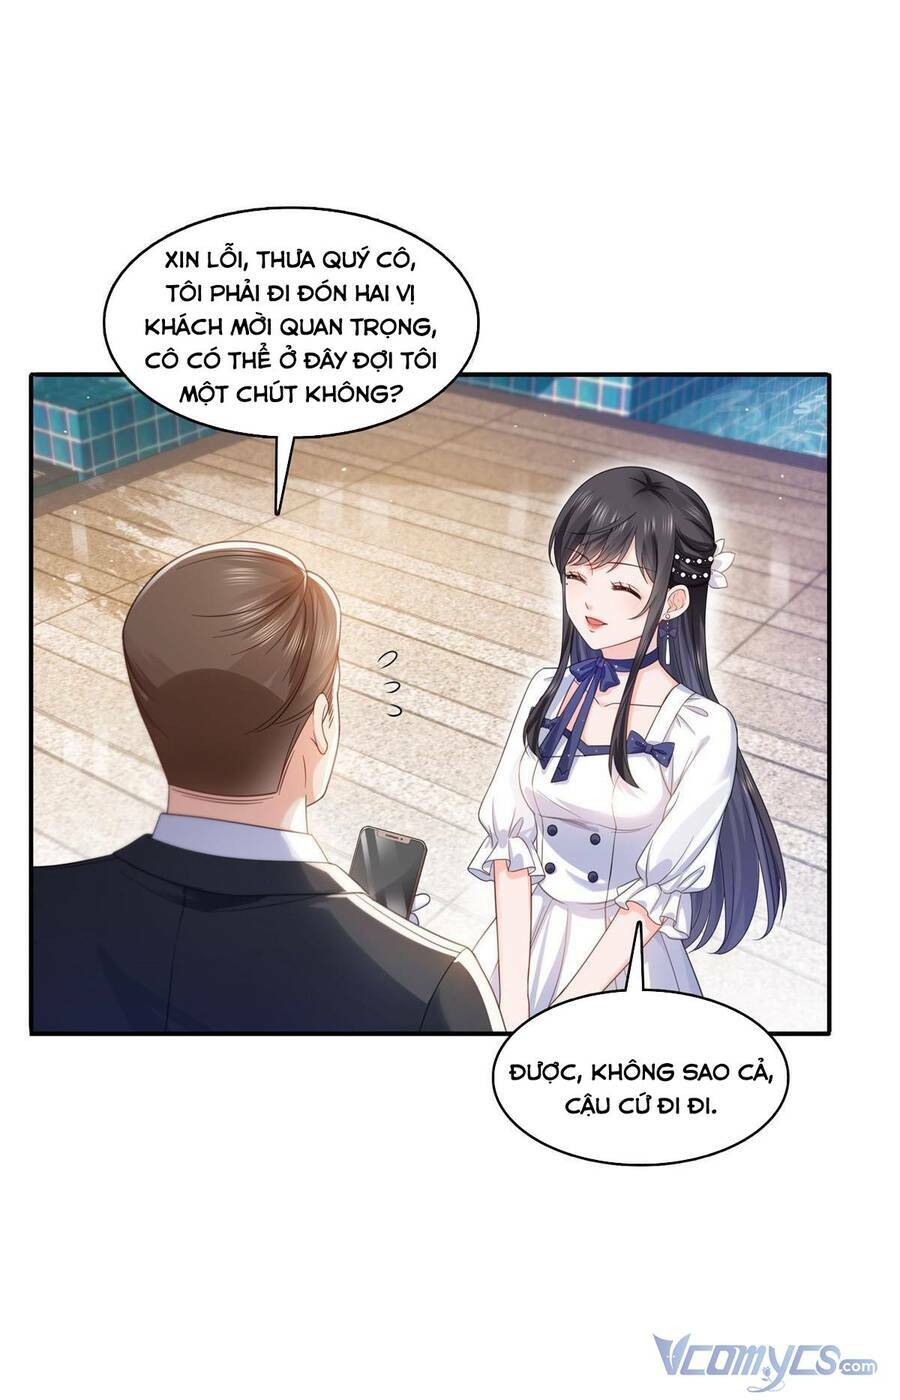 XIN LỖI, THƯA QUÝ CÔ,
TÔI PHẢI ĐI ĐÓN HAI VỊ
KHÁCH MỜI QUAN TRỌNG,
CÔ CÓ THỂ Ở ĐÂY ĐỢI TÔI
MỘT CHÚT KHÔNG?
ĐƯỢC, KHÔNG SAO CẢ,
CẬU CỨ ĐI ĐI.
VCOMYCS.com